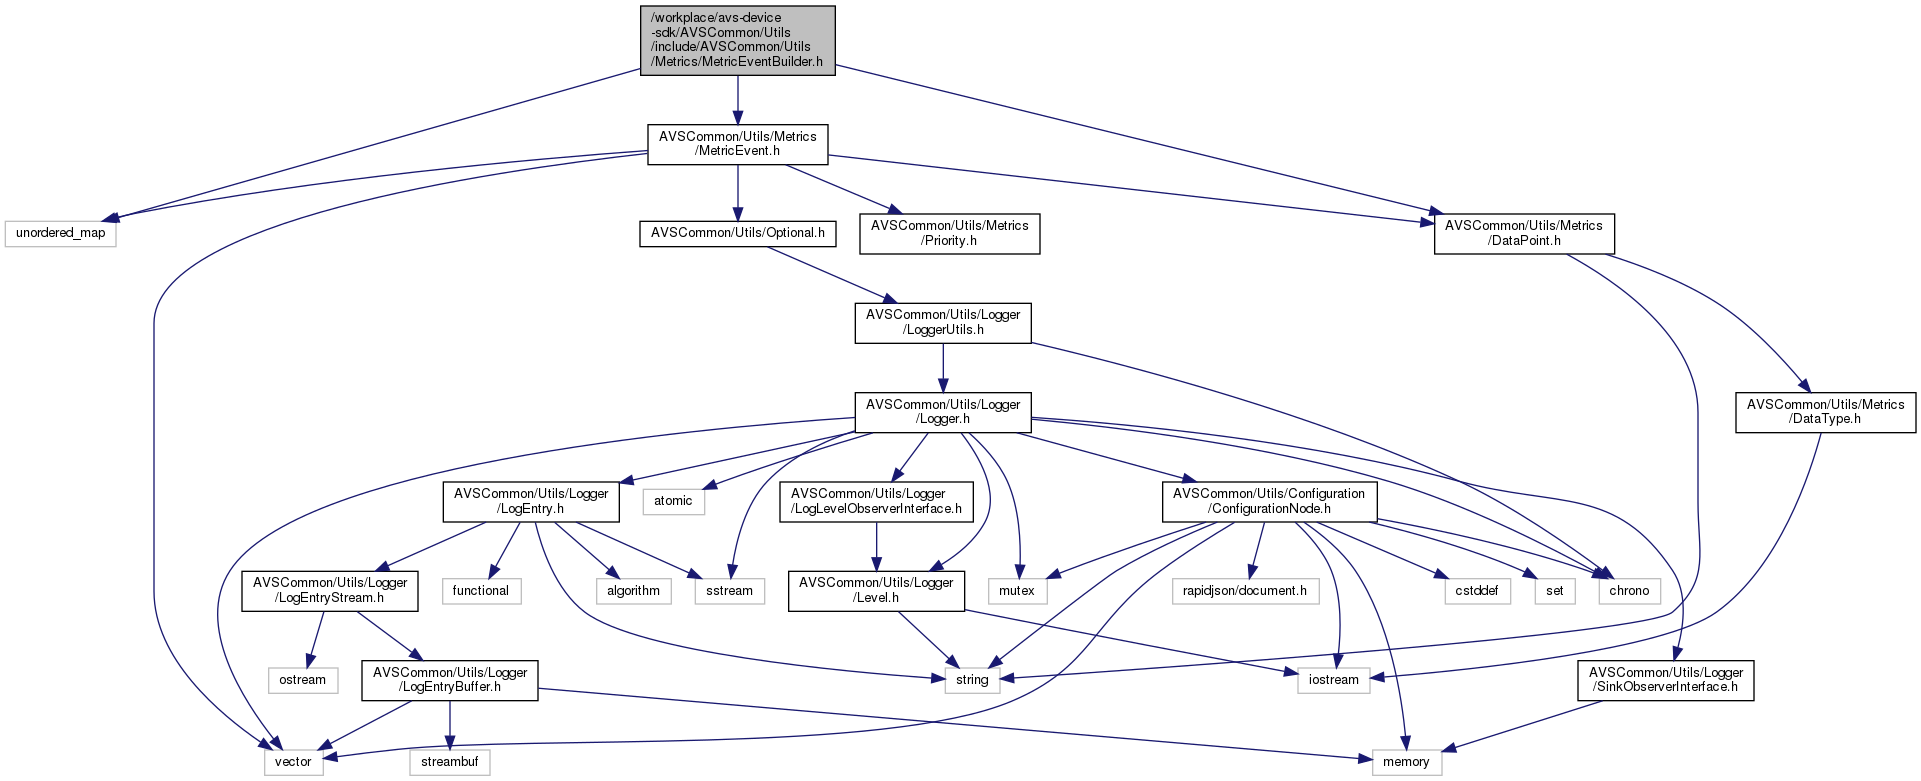 /workplace/avs-device
-sdk/AVSCommon/Utils
/include/AVSCommon/Utils
/Metrics/MetricEventBuilder.h
AVSCommon/Utils/Metrics
/MetricEvent.h
unordered_map
AVSCommon/Utils/Optional.h
AVSCommon/Utils/Metrics
/Priority.h
AVSCommon/Utils/Metrics
/DataPoint.h
AVSCommon/Utils/Logger
/LoggerUtils.h
AVSCommon/Utils/Logger
/Logger.h
AVSCommon/Utils/Metrics
/DataType.h
AVSCommon/Utils/Logger
/LogEntry.h
atomic
AVSCommon/Utils/Logger
/LogLevelObserverInterface.h
AVSCommon/Utils/Configuration
/ConfigurationNode.h
AVSCommon/Utils/Logger
/LogEntryStream.h
functional
algorithm
sstream
AVSCommon/Utils/Logger
/Level.h
mutex
rapidjson/document.h
cstddef
set
chrono
ostream
AVSCommon/Utils/Logger
/LogEntryBuffer.h
string
iostream
AVSCommon/Utils/Logger
/SinkObserverInterface.h
vector
streambuf
memory